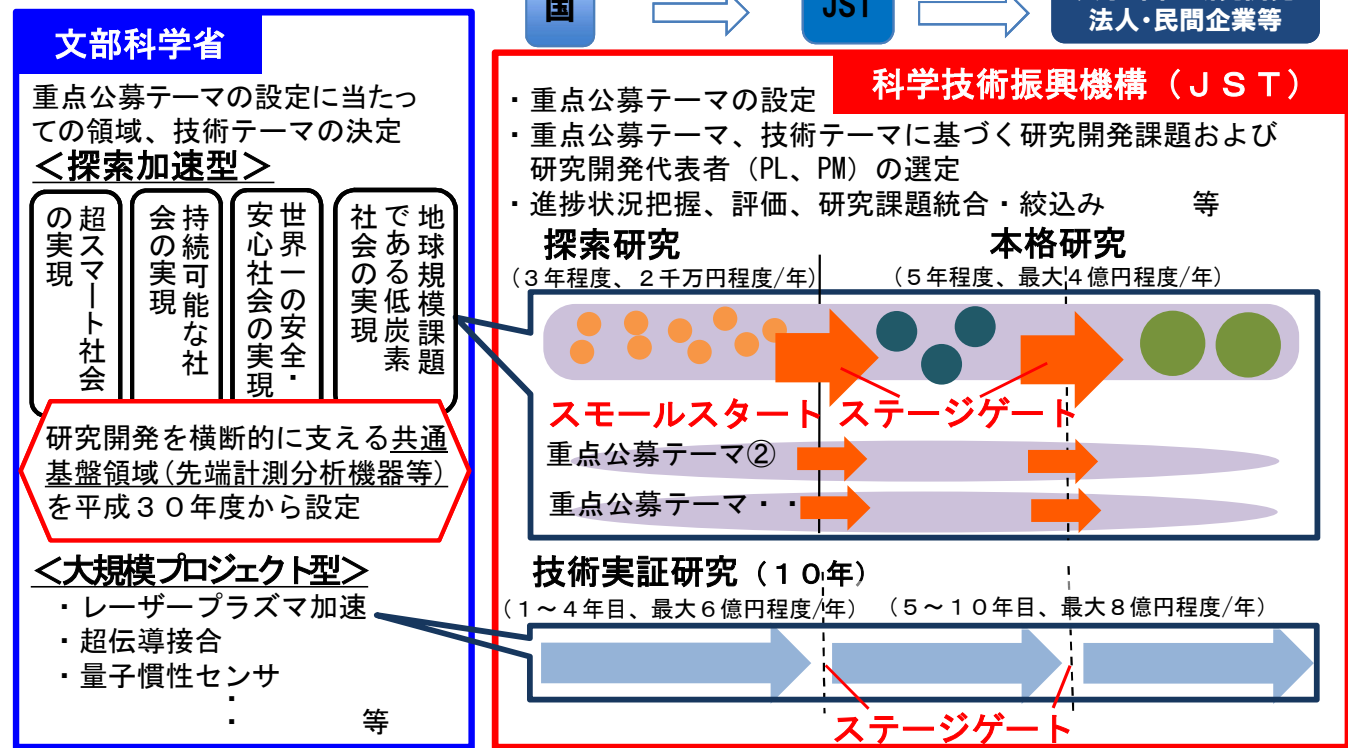 国
JST
法人・民間企業等
文部科学省
重点公募テーマの設定に当たっ
ての領域、技術テーマの決定
＜探索加速型＞
超スマート社会
の実現
持続可能な社
会の実現
世界一の安全・
安心社会の実現
地球規模課題
である低炭素
社会の実現
研究開発を横断的に支える共通
基盤領域(先端計測分析機器等)
を平成３０年度から設定
＜大規模プロジェクト型＞
・レーザープラズマ加速
・超伝導接合
・量子慣性センサ
・
・　　　　等
科学技術振興機構（ＪＳＴ）
・重点公募テーマの設定
・重点公募テーマ、技術テーマに基づく研究開発課題および
研究開発代表者（PL、PM）の選定
・進捗状況把握、評価、研究課題統合・絞込み　　　等
探索研究
（３年程度、２千万円程度/年）
本格研究
（５年程度、最大４億円程度/年）
スモールスタート ステージゲート
重点公募テーマ②
重点公募テーマ・・
技術実証研究（１０年）
（１～４年目、最大６億円程度/年）
（５～１０年目、最大８億円程度/年）
ステージゲート